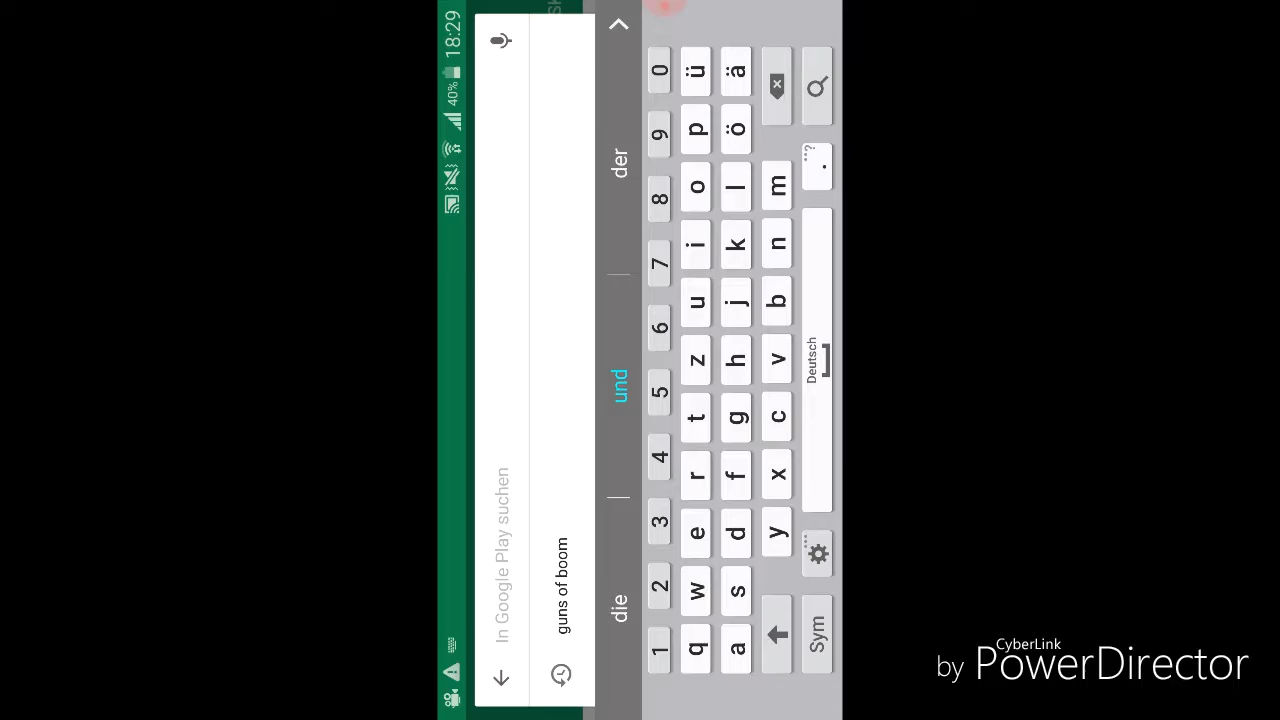 40% 18:29
In Google Play suchen
guns of boom
die und der
1 2 3 4 5 6 7 8 9 0
q w e r t z u i o p ü
a s d f g h j k l ö ä
y x c v b n m
Sym Deutsch . ...?
by CyberLink PowerDirector